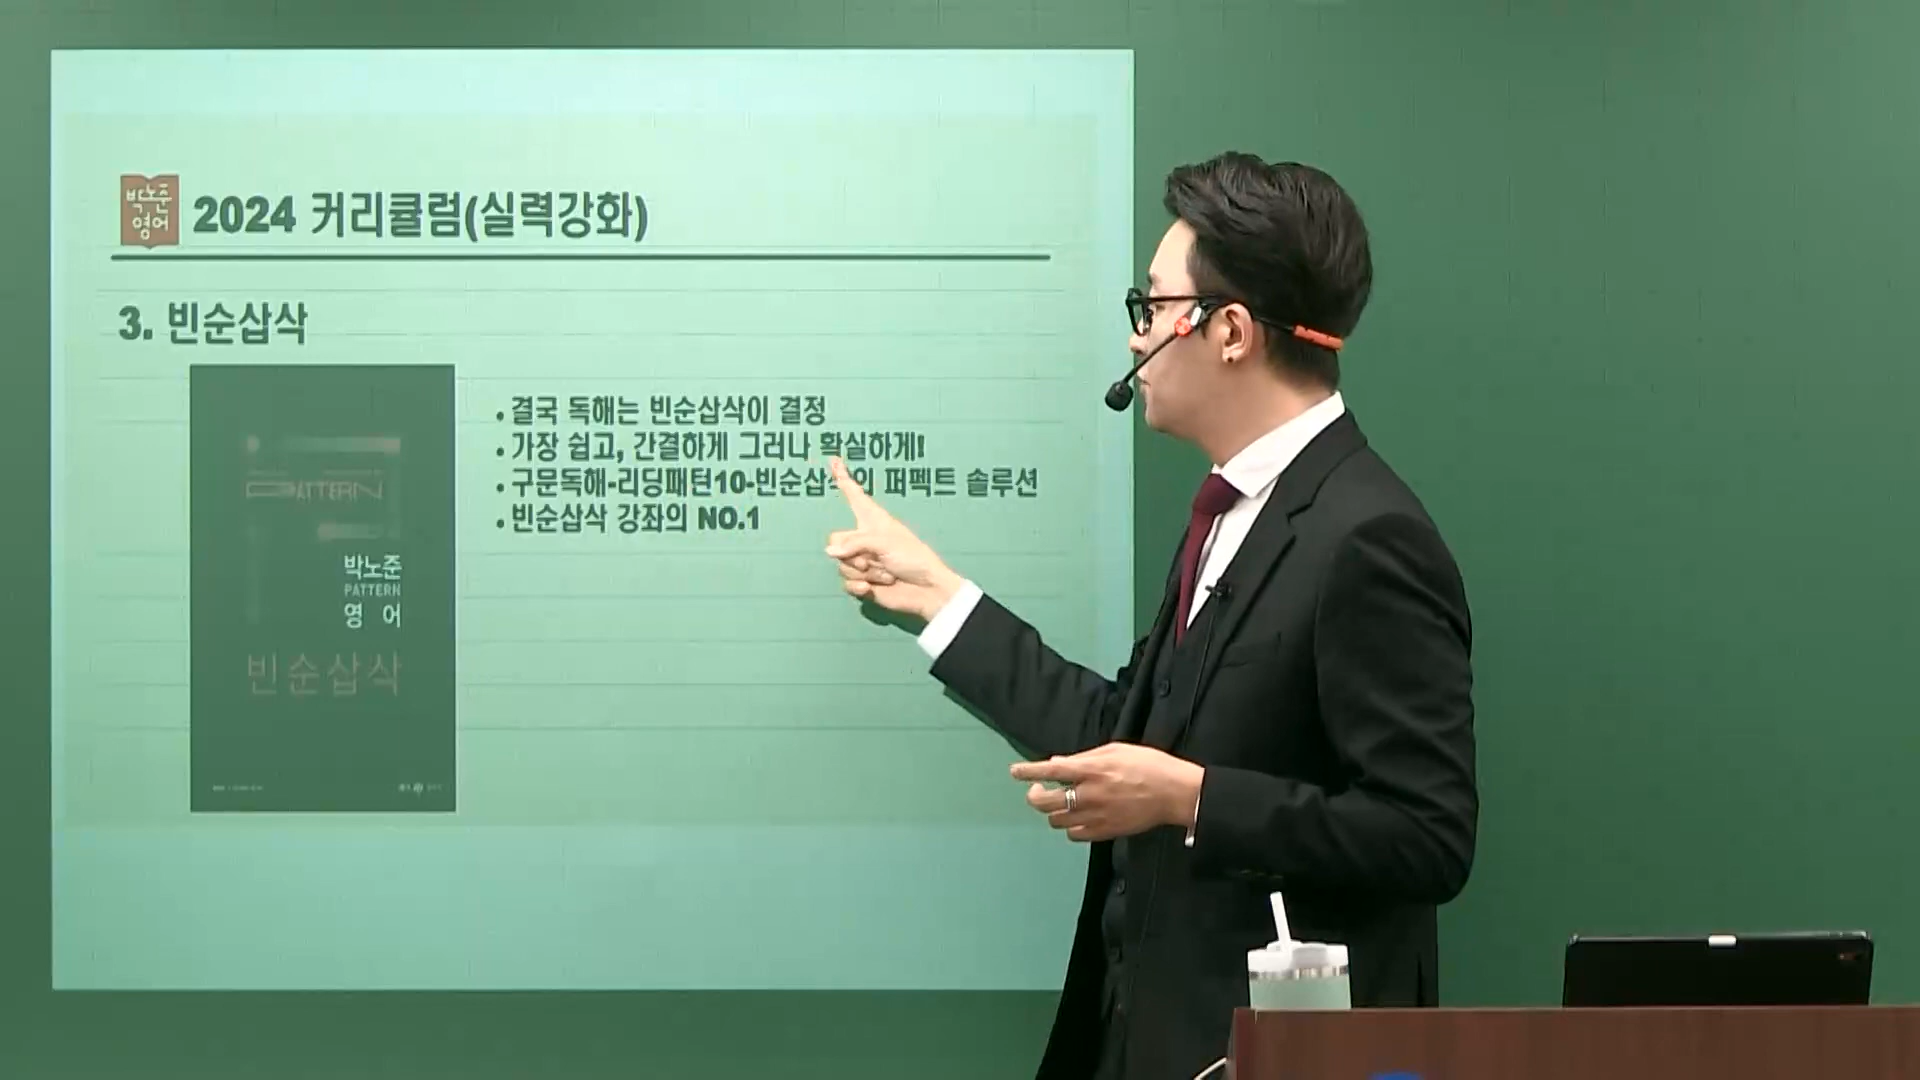 박노준
영어
2024 커리큘럼(실력강화)
3. 빈순삽삭
• 결국 독해는 빈순삽삭이 결정
• 가장 쉽고, 간결하게 그러나 확실하게!
• 구문독해-리딩패턴10-빈순삽삭의 퍼펙트 솔루션
• 빈순삽삭 강좌의 NO.1
PATTERN
박노준
PATTERN
영 어
빈순삽삭